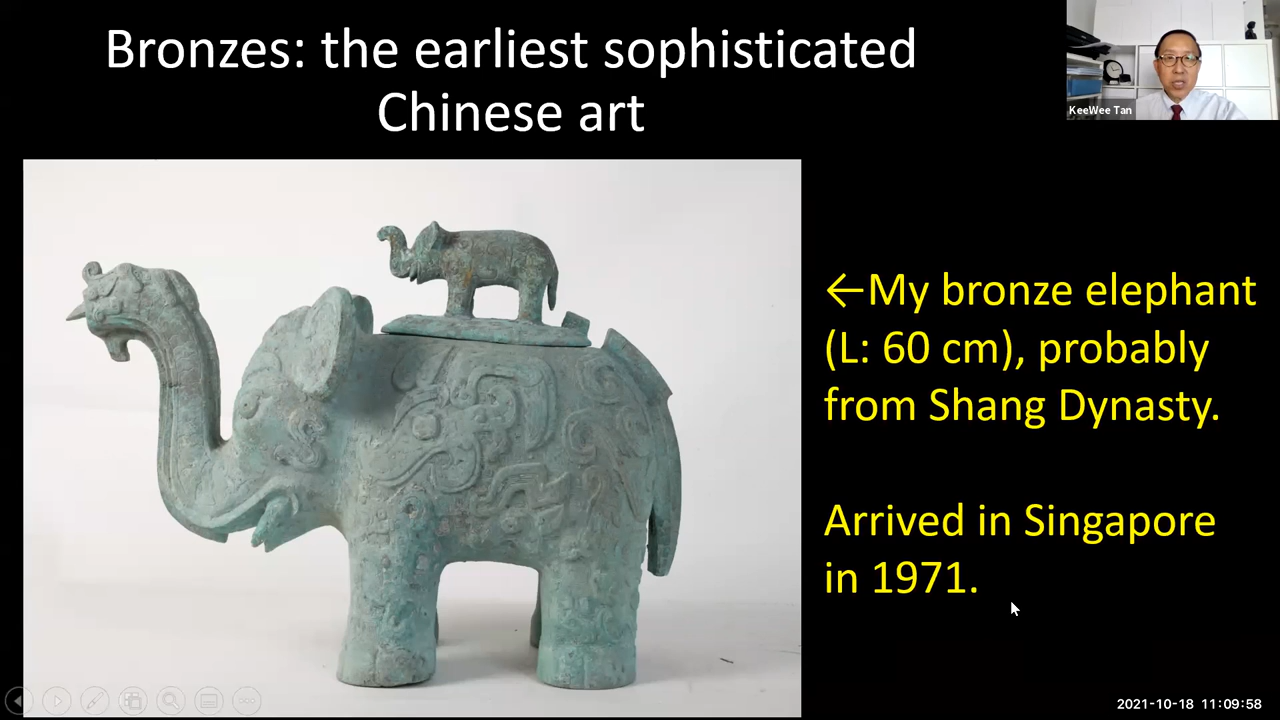 Bronzes: the earliest sophisticated
Chinese art
KeeWee Tan
←My bronze elephant
(L: 60 cm), probably
from Shang Dynasty.
Arrived in Singapore
in 1971.
2021-10-18 11:09:58